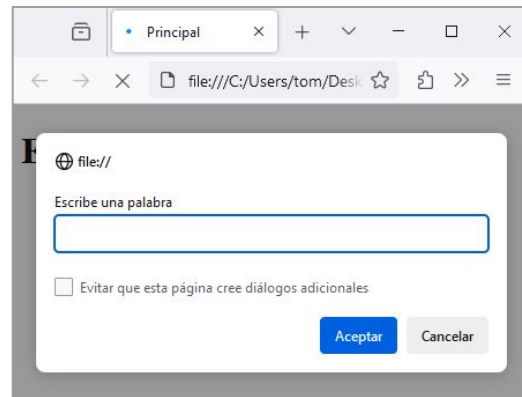 Principal
file:///C:/Users/tom/Desk
E
file://
Escribe una palabra
Evitar que esta página cree diálogos adicionales
Aceptar Cancelar